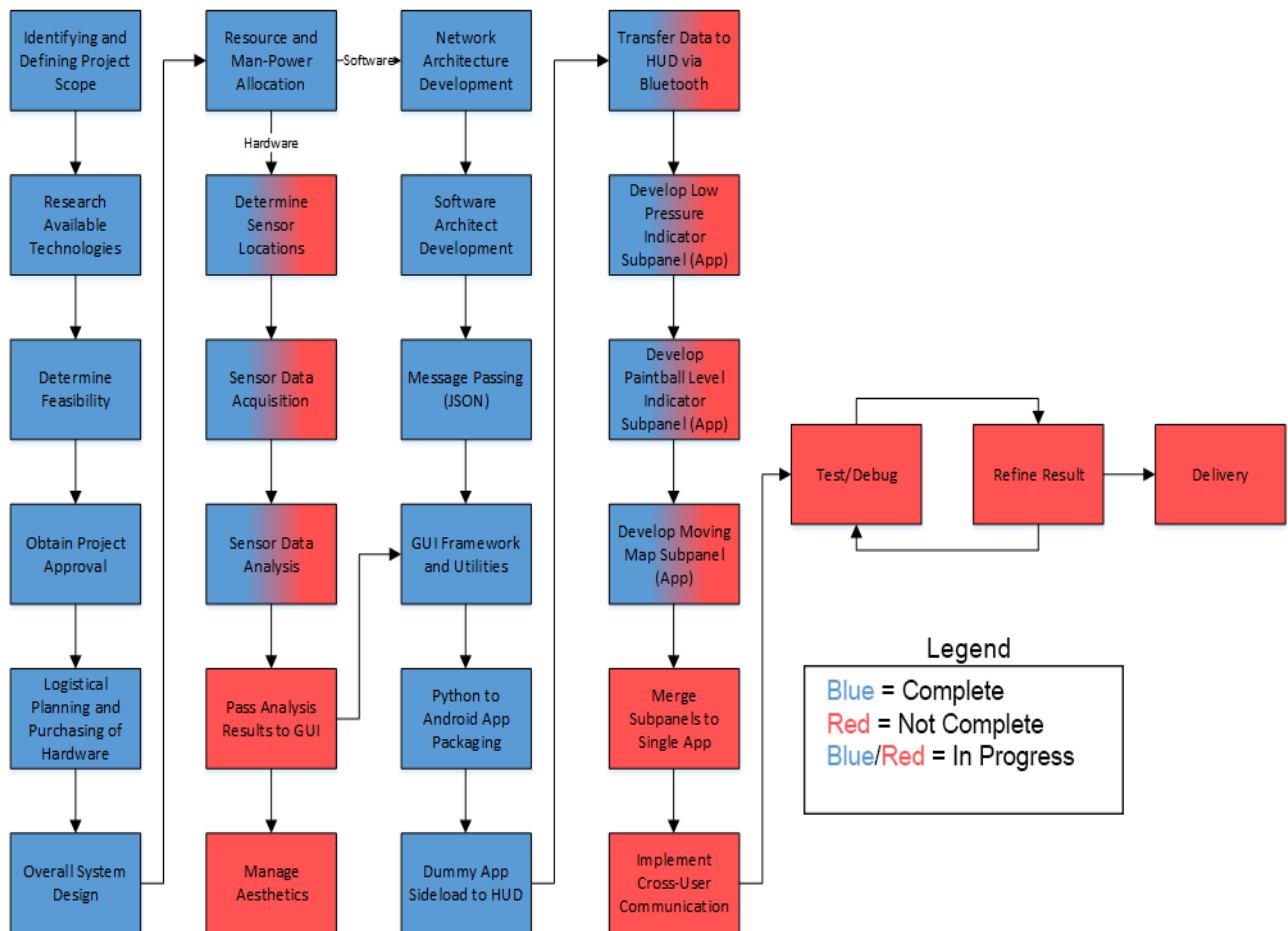 Identifying and
Defining Project
Scope
Research
Available
Technologies
Determine
Feasibility
Obtain Project
Approval
Logistical
Planning and
Purchasing of
Hardware
Overall System
Design
Resource and
Man-Power
Allocation
Software
Hardware
Determine
Sensor
Locations
Sensor Data
Acquisition
Sensor Data
Analysis
Pass Analysis
Results to GUI
Manage
Aesthetics
Network
Architecture
Development
Software
Architect
Development
Message Passing
(JSON)
GUI Framework
and Utilities
Python to
Android App
Packaging
Dummy App
Sideload to HUD
Transfer Data to
HUD via
Bluetooth
Develop Low
Pressure
Indicator
Subpanel (App)
Develop
Paintball Level
Indicator
Subpanel (App)
Develop Moving
Map Subpanel
(App)
Merge
Subpanels to
Single App
Implement
Cross-User
Communication
Test/Debug
Refine Result
Delivery
Legend
Blue = Complete
Red = Not Complete
Blue/Red = In Progress